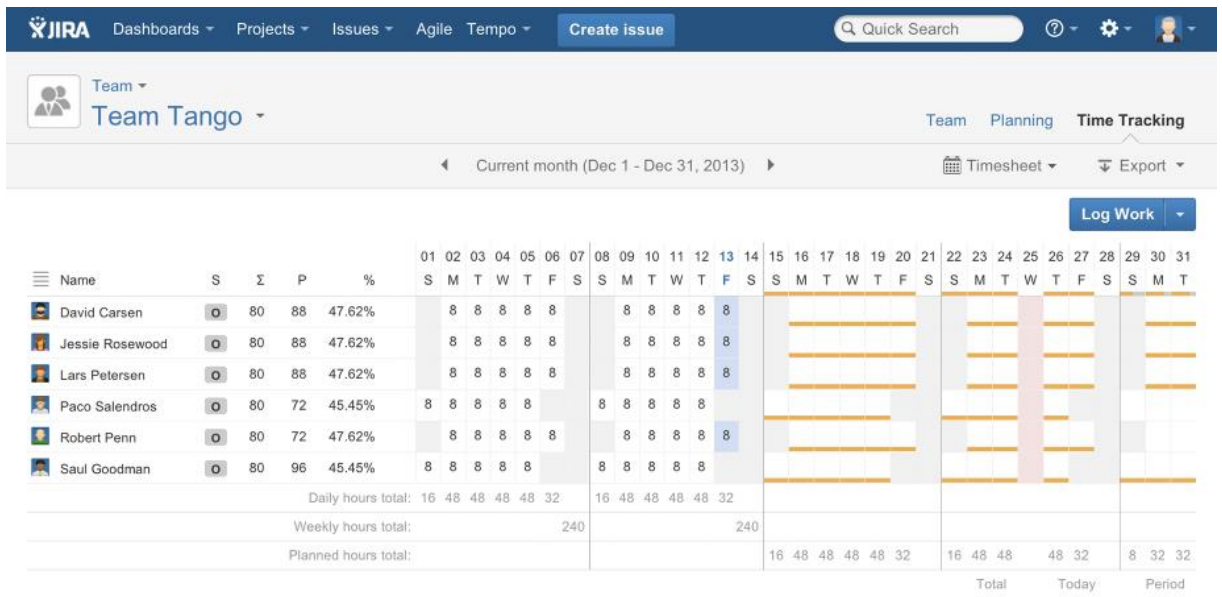 JIRA Dashboards Projects Issues Agile Tempo Create issue Quick Search
Team
Team Tango
Team Planning Time Tracking
Current month (Dec 1 - Dec 31, 2013) Timesheet Export
Log Work
01 02 03 04 05 06 07 08 09 10 11 12 13 14 15 16 17 18 19 20 21 22 23 24 25 26 27 28 29 30 31
Name S Σ P % S M T W T F S S M T W T F S S M T W T F S S M T W T F S S M T
David Carsen O 80 88 47.62% 8 8 8 8 8 8 8 8 8 8
Jessie Rosewood O 80 88 47.62% 8 8 8 8 8 8 8 8 8 8
Lars Petersen O 80 88 47.62% 8 8 8 8 8 8 8 8 8 8
Paco Salendros O 80 72 45.45% 8 8 8 8 8 8 8 8 8 8
Robert Penn O 80 72 47.62% 8 8 8 8 8 8 8 8 8 8
Saul Goodman O 80 96 45.45% 8 8 8 8 8 8 8 8 8 8
Daily hours total: 16 48 48 48 48 32 16 48 48 48 48 32
Weekly hours total: 240 240
Planned hours total: 16 48 48 48 48 32 16 48 48 48 32 8 32 32
Total Today Period